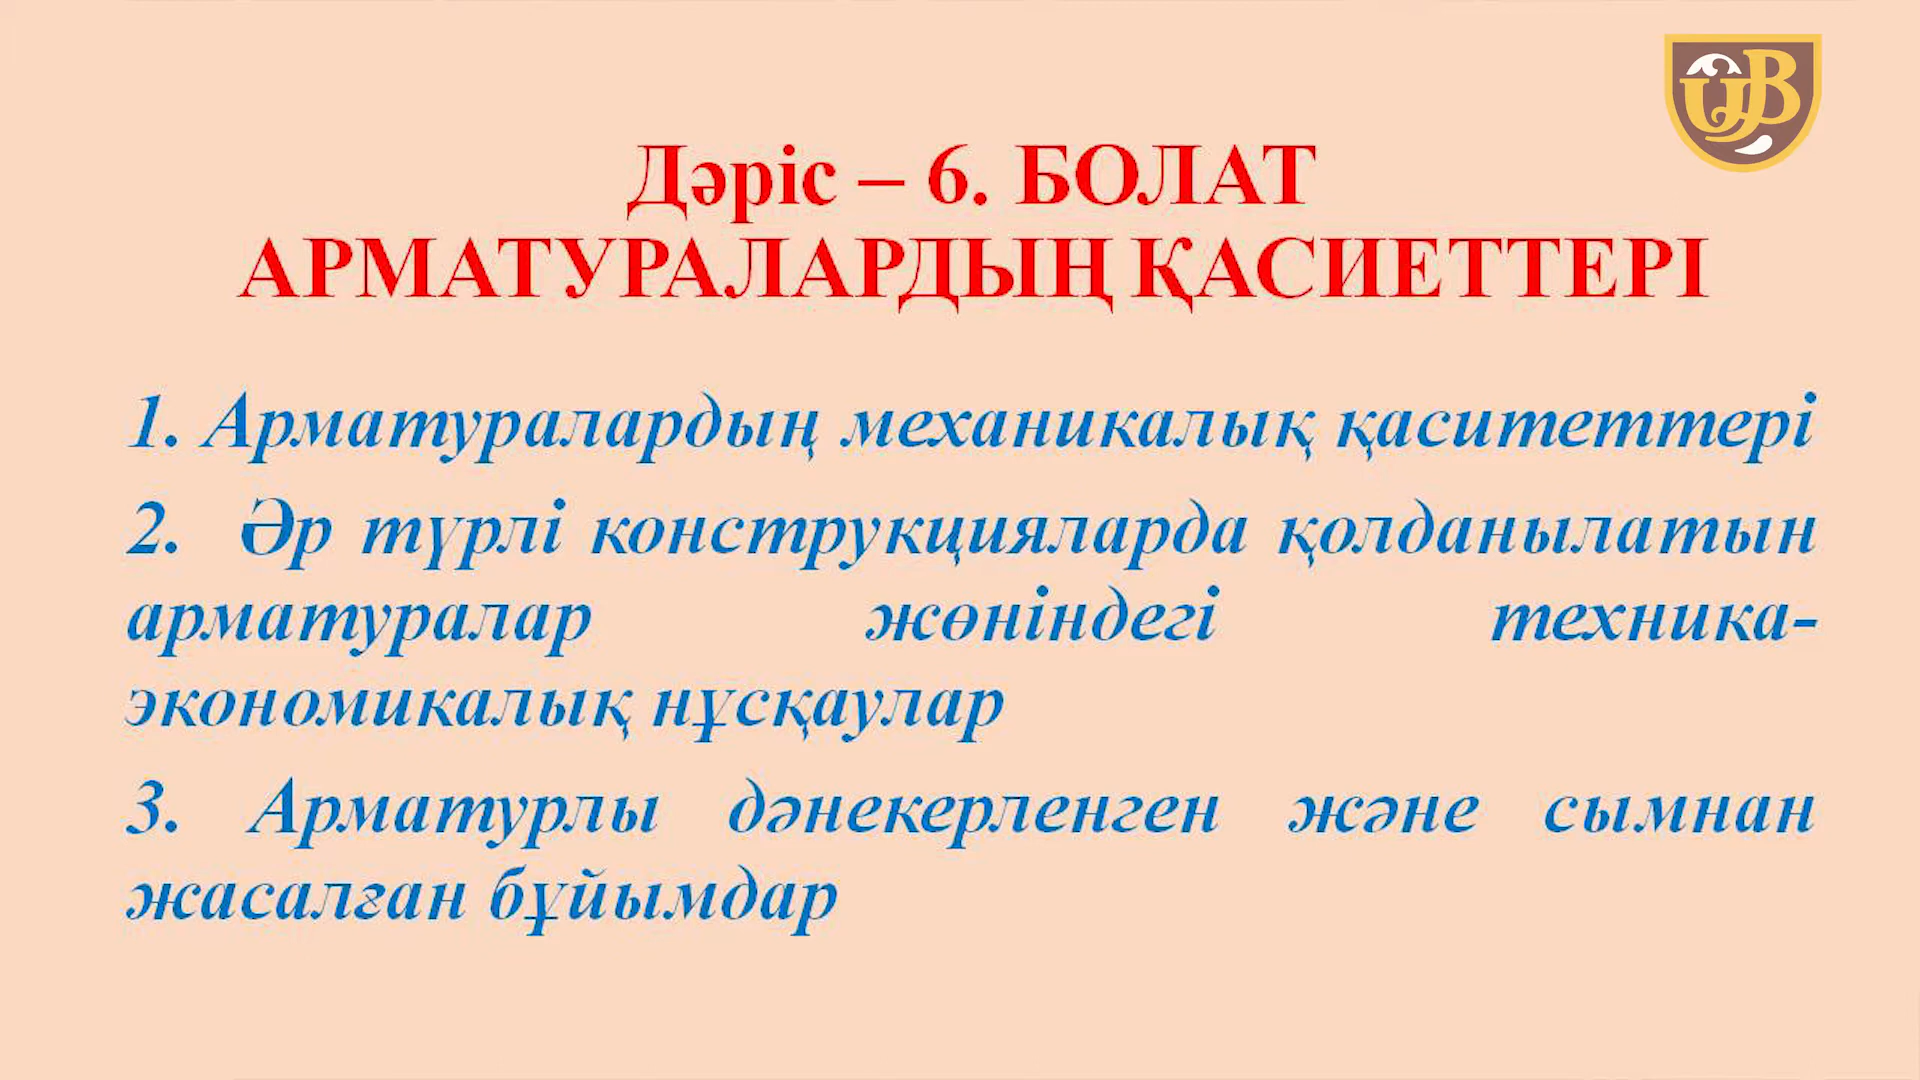 Дәріс – 6. БОЛАТ
АРМАТУРАЛАРДЫҢ ҚАСИЕТТЕРІ
1. Арматуралардың механикалық қаситеттері
2. Әр түрлі конструкцияларда қолданылатын
арматуралар жөніндегі техника-
экономикалық нұсқаулар
3. Арматурлы дәнекерленген және сымнан
жасалған бұйымдар